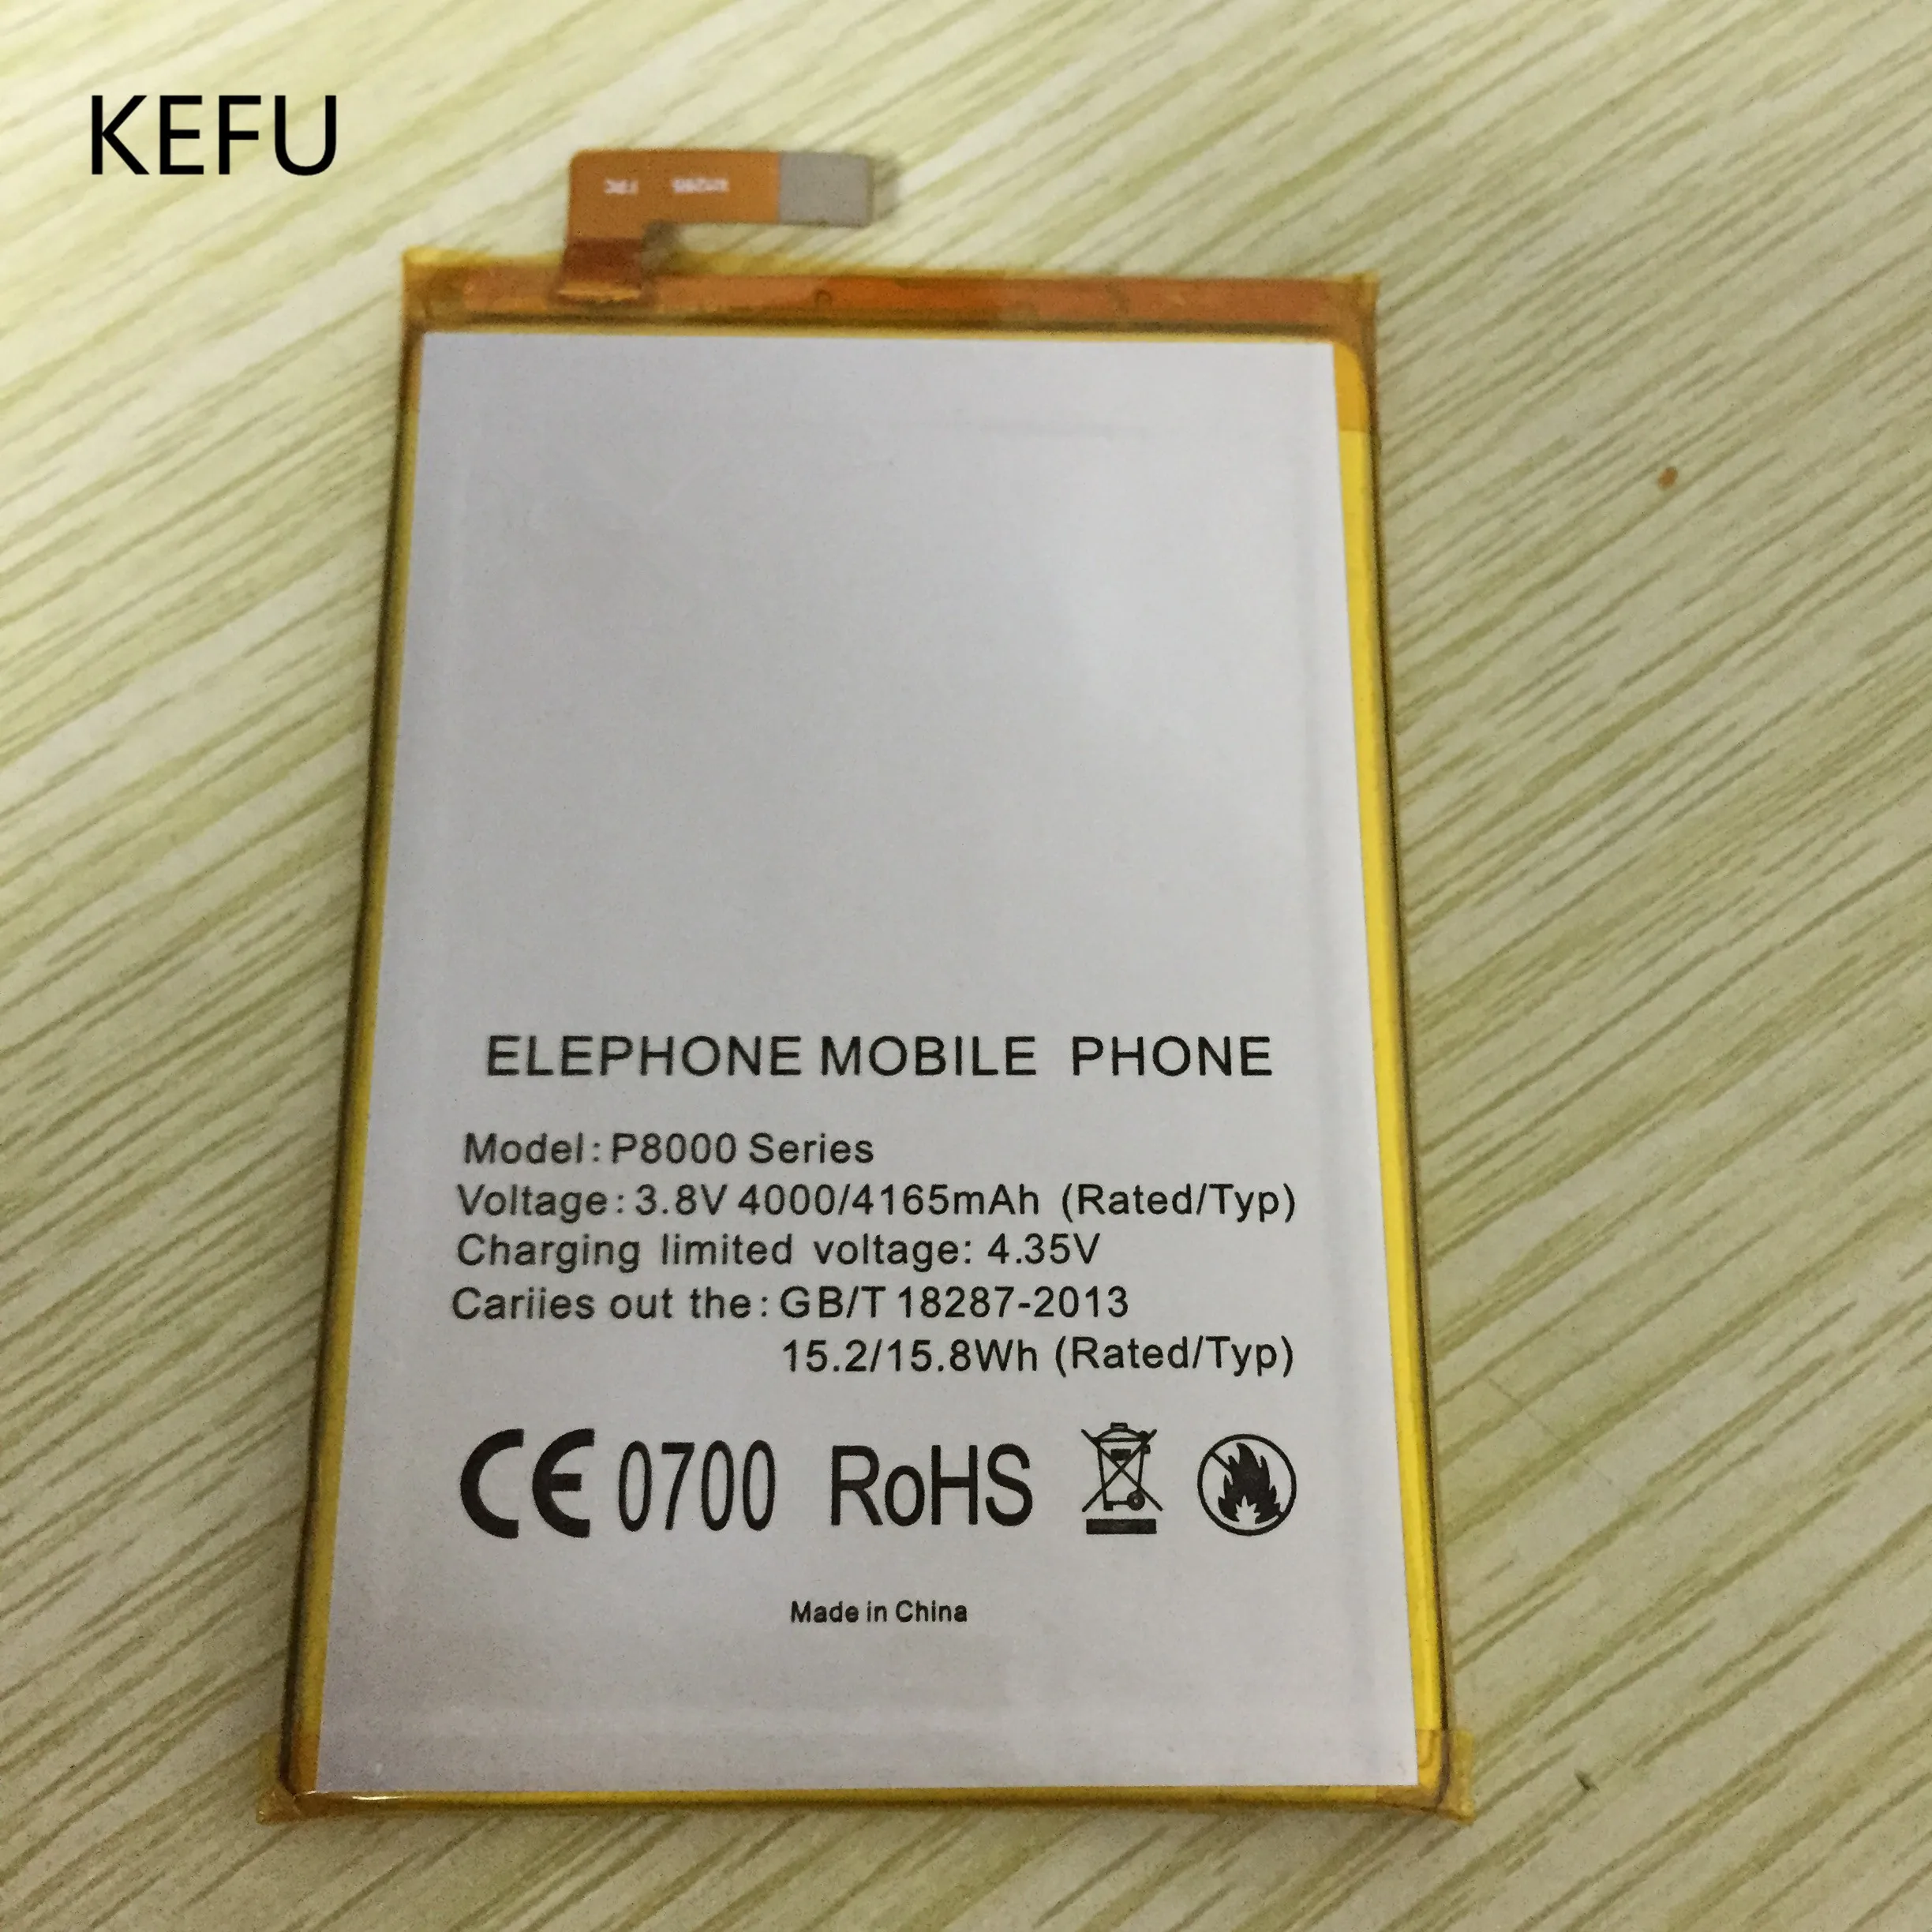 KEFU
ELEPHONE MOBILE PHONE
Model: P8000 Series
Voltage: 3.8V 4000/4165mAh (Rated/Typ)
Charging limited voltage: 4.35V
Cariies out the: GB/T 18287-2013
15.2/15.8Wh (Rated/Typ)
CE 0700 RoHS
Made in China